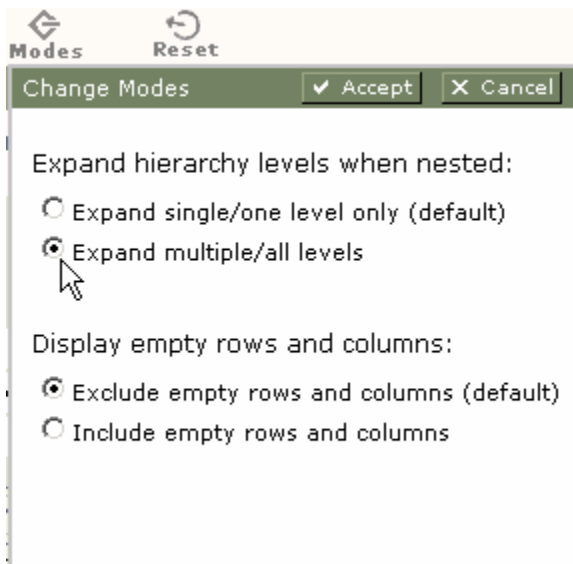 Modes Reset
Change Modes Accept Cancel
Expand hierarchy levels when nested:
Expand single/one level only (default)
Expand multiple/all levels
Display empty rows and columns:
Exclude empty rows and columns (default)
Include empty rows and columns